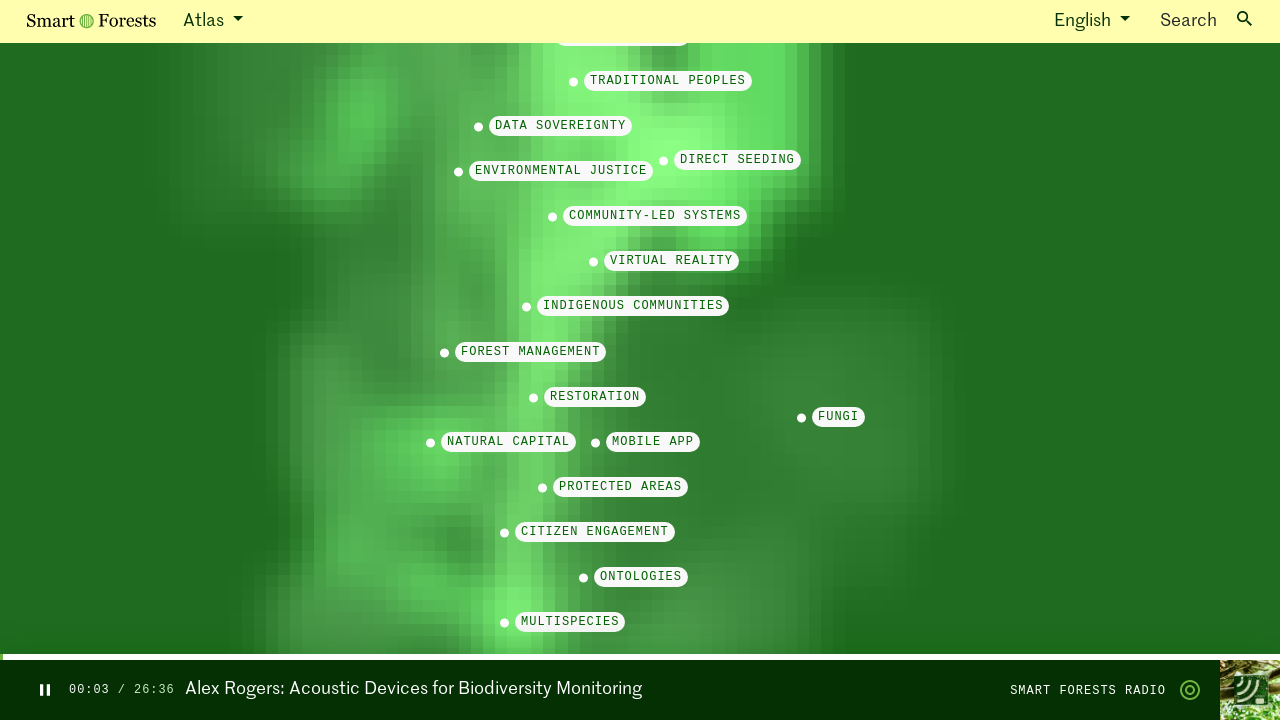 Smart Forests
Atlas
English
Search
TRADITIONAL PEOPLES
DATA SOVEREIGNTY
DIRECT SEEDING
ENVIRONMENTAL JUSTICE
COMMUNITY-LED SYSTEMS
VIRTUAL REALITY
INDIGENOUS COMMUNITIES
FOREST MANAGEMENT
RESTORATION
FUNGI
NATURAL CAPITAL
MOBILE APP
PROTECTED AREAS
CITIZEN ENGAGEMENT
ONTOLOGIES
MULTISPECIES
00:03 / 26:36
Alex Rogers: Acoustic Devices for Biodiversity Monitoring
SMART FORESTS RADIO